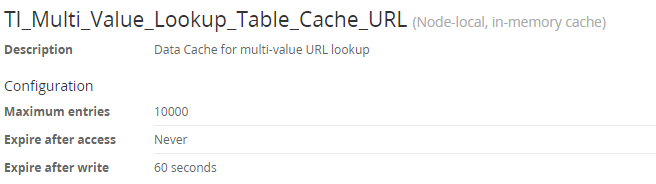 TI_Multi_Value_Lookup_Table_Cache_URL (Node-local, in-memory cache)
Description Data Cache for multi-value URL lookup
Configuration
Maximum entries 10000
Expire after access Never
Expire after write 60 seconds